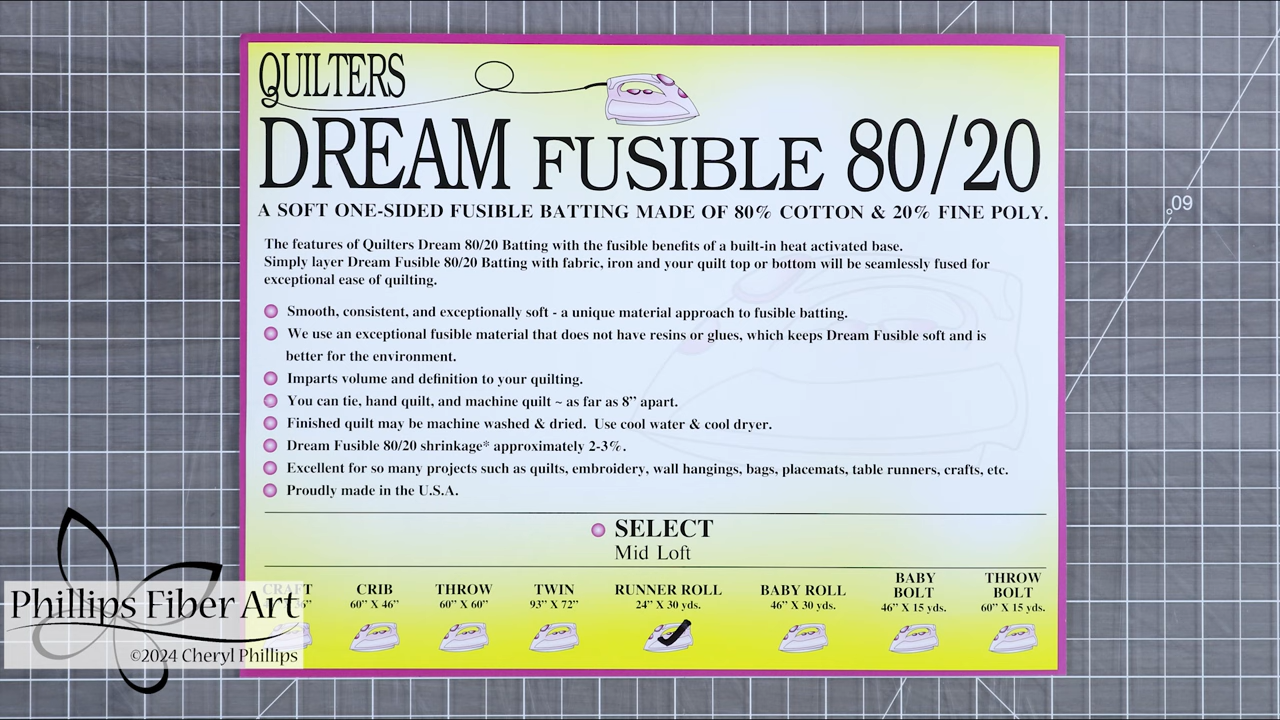 QUILTERS
DREAM FUSIBLE 80/20
A SOFT ONE-SIDED FUSIBLE BATTING MADE OF 80% COTTON & 20% FINE POLY.
The features of Quilters Dream 80/20 Batting with the fusible benefits of a built-in heat activated base.
Simply layer Dream Fusible 80/20 Batting with fabric, iron and your quilt top or bottom will be seamlessly fused for
exceptional ease of quilting.
Smooth, consistent, and exceptionally soft - a unique material approach to fusible batting.
We use an exceptional fusible material that does not have resins or glues, which keeps Dream Fusible soft and is
better for the environment.
Imparts volume and definition to your quilting.
You can tie, hand quilt, and machine quilt ~ as far as 8” apart.
Finished quilt may be machine washed & dried. Use cool water & cool dryer.
Dream Fusible 80/20 shrinkage* approximately 2-3%.
Excellent for so many projects such as quilts, embroidery, wall hangings, bags, placemats, table runners, crafts, etc.
Proudly made in the U.S.A.
SELECT
Mid Loft
CRAFT
CRIB
60” X 46”
THROW
60” X 60”
TWIN
93” X 72”
RUNNER ROLL
24” X 30 yds.
BABY ROLL
46” X 30 yds.
BABY
BOLT
46” X 15 yds.
THROW
BOLT
60” X 15 yds.
60
Phillips Fiber Art
©2024 Cheryl Phillips